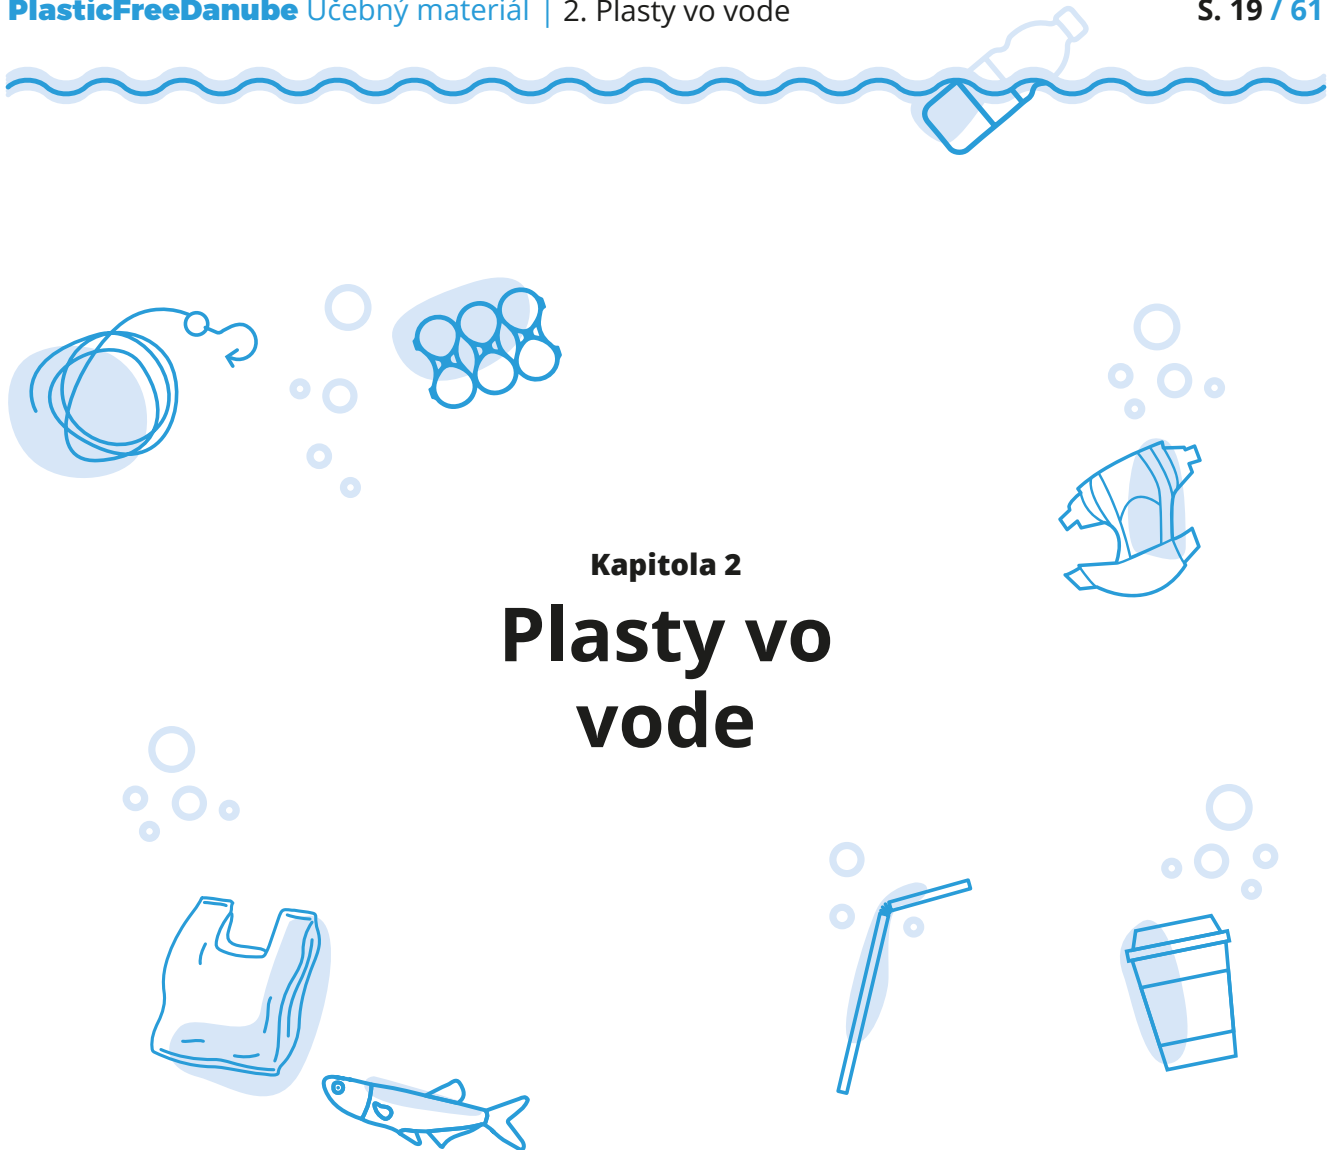 PlasticFreeDanube Učebný materiál | 2. Plasty vo vode S. 19 / 61
Kapitola 2
Plasty vo
vode